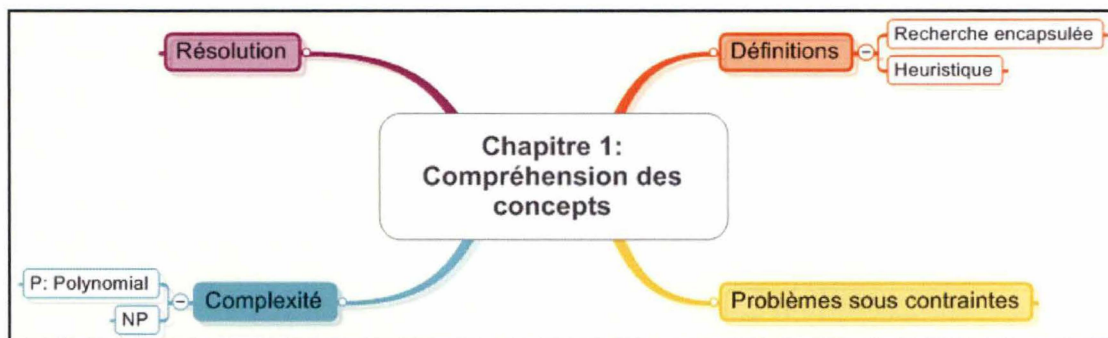 Résolution
Définitions
Recherche encapsulée
Heuristique
Chapitre 1:
Compréhension des
concepts
P: Polynomial
NP
Complexité
Problèmes sous contraintes